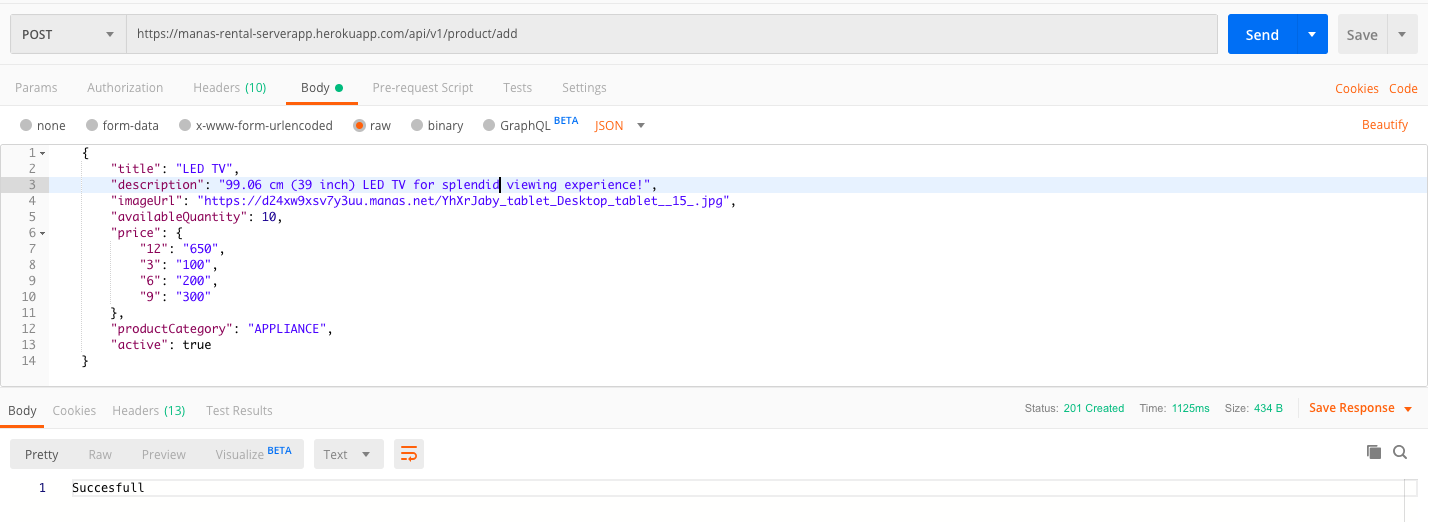 POST https://manas-rental-serverapp.herokuapp.com/api/v1/product/add Send Save
Params Authorization Headers (10) Body Pre-request Script Tests Settings Cookies Code
none form-data x-www-form-urlencoded raw binary GraphQL BETA JSON Beautify
1 {
2 "title": "LED TV",
3 "description": "99.06 cm (39 inch) LED TV for splendid viewing experience!",
4 "imageUrl": "https://dZ4xw9xsv7y3uu.manas.net/YhXrJaby_tablet_Desktop_tablet__15_.jpg",
5 "availableQuantity": 10,
6 "price": {
7 "12": "650",
8 "3": "100",
9 "6": "200",
10 "9": "300"
11 },
12 "productCategory": "APPLIANCE",
13 "active": true
14 }
Body Cookies Headers (13) Test Results Status: 201 Created Time: 1125ms Size: 434 B Save Response
Pretty Raw Preview Visualize BETA Text
1 Succesfull